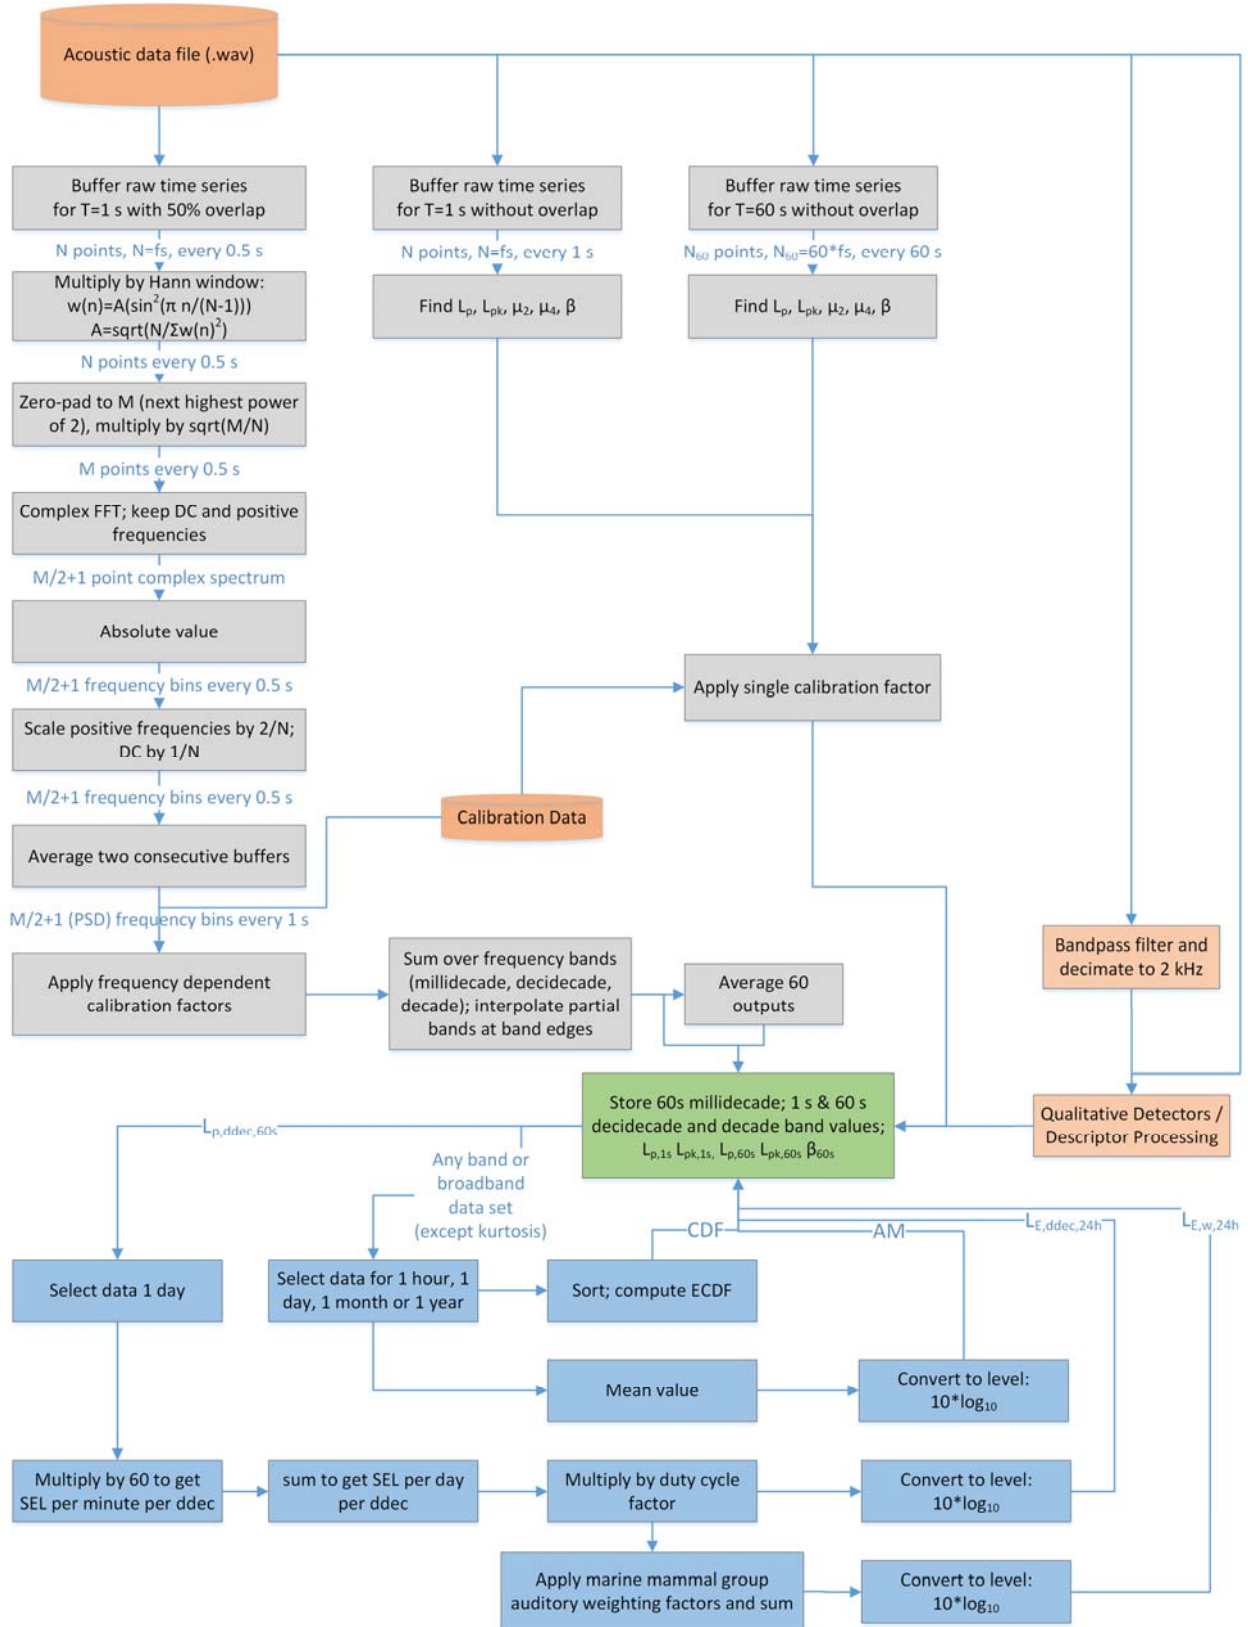 Acoustic data file (.wav)
Buffer raw time series
for T=1 s with 50% overlap
Buffer raw time series
for T=1 s without overlap
Buffer raw time series
for T=60 s without overlap
N points, N=fs, every 0.5 s
N points, N=fs, every 1 s
N₆₀ points, N₆₀=60*fs, every 60 s
Multiply by Hann window:
w(n)=A(sin²(π n/(N-1)))
A=sqrt(N/Σw(n)²)
Find Lₚ, Lₚₖ, μ₂, μ₄, β
Find Lₚ, Lₚₖ, μ₂, μ₄, β
N points every 0.5 s
Zero-pad to M (next highest power
of 2), multiply by sqrt(M/N)
M points every 0.5 s
Complex FFT; keep DC and positive
frequencies
M/2+1 point complex spectrum
Absolute value
M/2+1 frequency bins every 0.5 s
Apply single calibration factor
Scale positive frequencies by 2/N;
DC by 1/N
M/2+1 frequency bins every 0.5 s
Calibration Data
Average two consecutive buffers
M/2+1 (PSD) frequency bins every 1 s
Bandpass filter and
decimate to 2 kHz
Apply frequency dependent
calibration factors
Sum over frequency bands
(millidecade, decidecade,
decade); interpolate partial
bands at band edges
Average 60
outputs
Store 60s millidecade; 1 s & 60 s
decidecade and decade band values;
Lp,1s Lpk,1s, Lp,60s Lpk,60s β60s
Qualitative Detectors /
Descriptor Processing
Lp,ddec,60s
Any band or
broadband
data set
(except kurtosis)
CDF
AM
LE,ddec,24h
LE,w,24h
Select data 1 day
Select data for 1 hour, 1
day, 1 month or 1 year
Sort; compute ECDF
Mean value
Convert to level:
10*log₁₀
Multiply by 60 to get
SEL per minute per ddec
sum to get SEL per day
per ddec
Multiply by duty cycle
factor
Convert to level:
10*log₁₀
Apply marine mammal group
auditory weighting factors and sum
Convert to level:
10*log₁₀